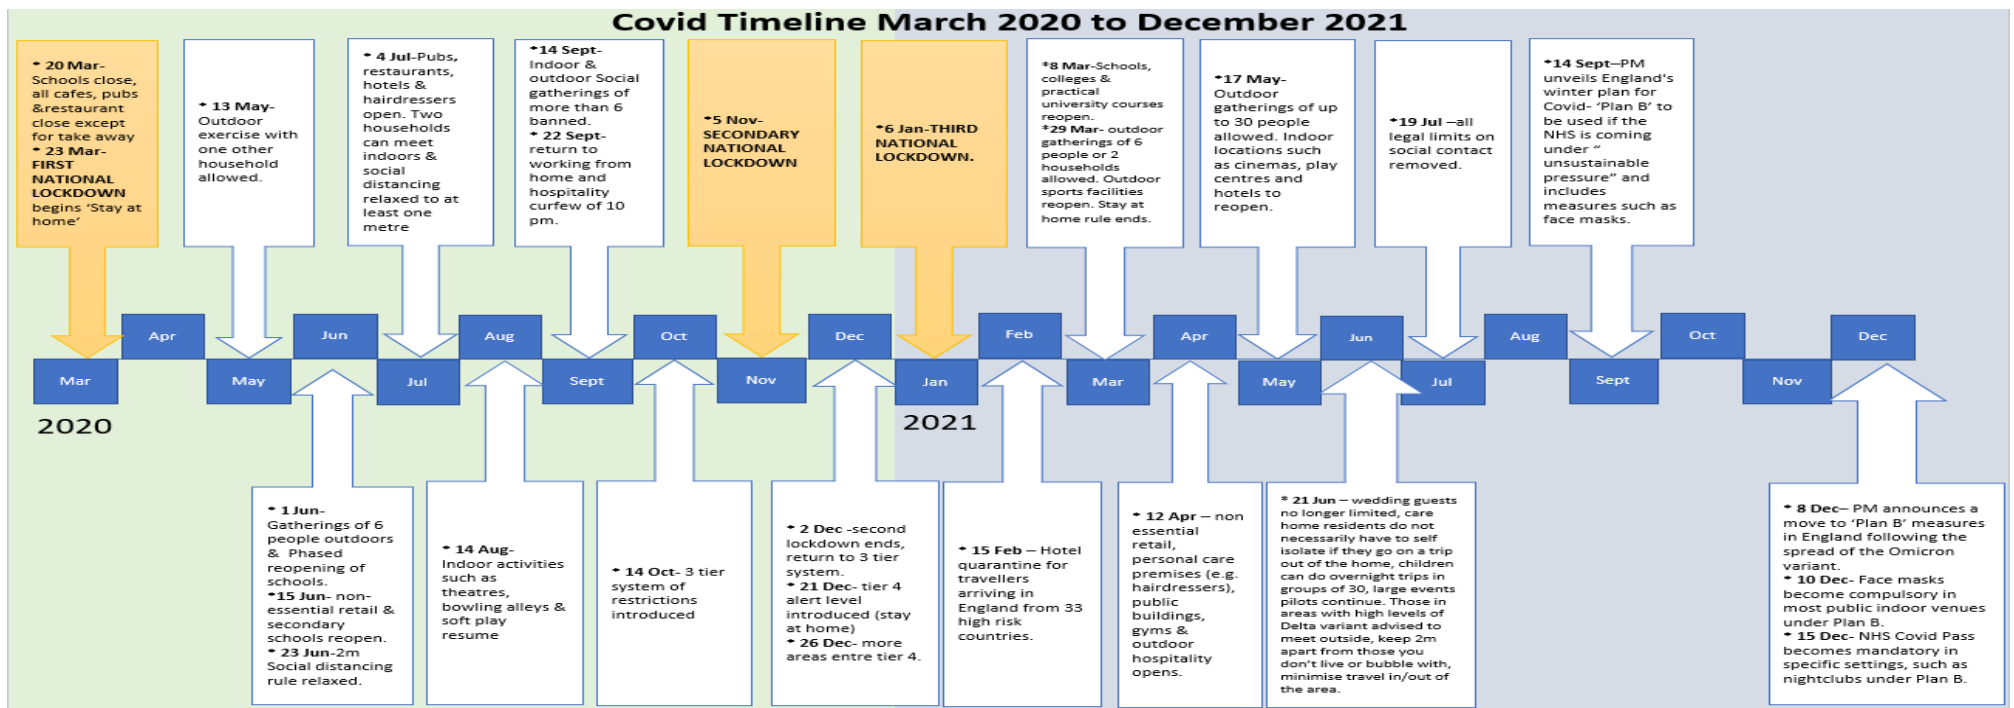 Covid Timeline March 2020 to December 2021
* 20 Mar-
Schools close,
all cafes, pubs
&restaurant
close except
for take away
* 23 Mar-
FIRST
NATIONAL
LOCKDOWN
begins ‘Stay at
home’
* 13 May-
Outdoor
exercise with
one other
household
allowed.
* 4 Jul-Pubs,
restaurants,
hotels &
hairdressers
open. Two
households
can meet
indoors &
social
distancing
relaxed to at
least one
metre
*14 Sept-
Indoor &
outdoor Social
gatherings of
more than 6
banned.
* 22 Sept-
return to
working from
home and
hospitality
curfew of 10
pm.
*5 Nov-
SECONDARY
NATIONAL
LOCKDOWN
*6 Jan-THIRD
NATIONAL
LOCKDOWN.
*8 Mar-Schools,
colleges &
practical
university courses
reopen.
*29 Mar- outdoor
gatherings of 6
people or 2
households
allowed. Outdoor
sports facilities
reopen. Stay at
home rule ends.
*17 May-
Outdoor
gatherings of up
to 30 people
allowed. Indoor
locations such
as cinemas, play
centres and
hotels to
reopen.
*19 Jul –all
legal limits on
social contact
removed.
*14 Sept–PM
unveils England's
winter plan for
Covid- ‘Plan B’ to
be used if the
NHS is coming
under “
unsustainable
pressure” and
includes
measures such as
face masks.
Apr
Jun
Aug
Oct
Dec
Feb
Apr
Jun
Aug
Oct
Dec
Mar
May
Jul
Sept
Nov
Jan
Mar
May
Jul
Sept
Nov
2020
2021
* 1 Jun-
Gatherings of 6
people outdoors
& Phased
reopening of
schools.
*15 Jun- non-
essential retail &
secondary
schools reopen.
* 23 Jun-2m
Social distancing
rule relaxed.
* 14 Aug-
Indoor activities
such as
theatres,
bowling alleys &
soft play
resume
* 14 Oct- 3 tier
system of
restrictions
introduced
* 2 Dec -second
lockdown ends,
return to 3 tier
system.
* 21 Dec- tier 4
alert level
introduced (stay
at home)
* 26 Dec- more
areas entre tier 4.
* 15 Feb – Hotel
quarantine for
travellers
arriving in
England from 33
high risk
countries.
* 12 Apr – non
essential
retail,
personal care
premises (e.g.
hairdressers),
public
buildings,
gyms &
outdoor
hospitality
opens.
* 21 Jun – wedding guests
no longer limited, care
home residents do not
necessarily have to self
isolate if they go on a trip
out of the home, children
can do overnight trips in
groups of 30, large events
pilots continue. Those in
areas with high levels of
Delta variant advised to
meet outside, keep 2m
apart from those you
don’t live or bubble with,
minimise travel in/out of
the area.
* 8 Dec– PM announces a
move to ‘Plan B’ measures
in England following the
spread of the Omicron
variant.
* 10 Dec- Face masks
become compulsory in
most public indoor venues
under Plan B.
* 15 Dec- NHS Covid Pass
becomes mandatory in
specific settings, such as
nightclubs under Plan B.